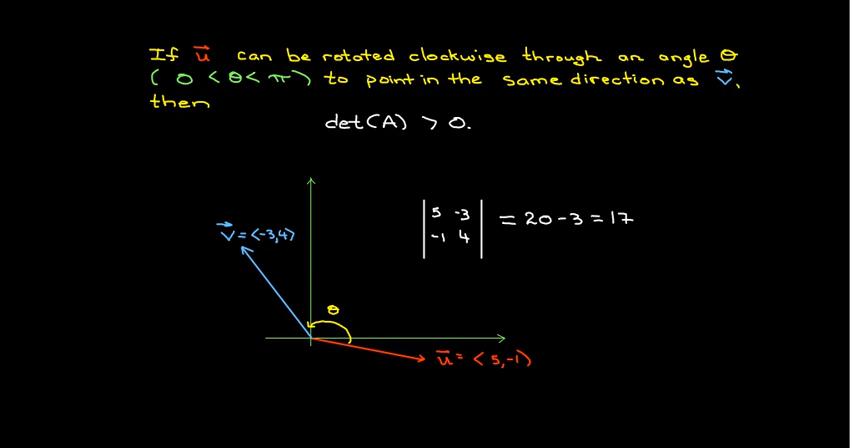 If u⃗ can be rotated clockwise through an angle θ
(0 < θ < π) to point in the same direction as v⃗,
then
det(A) > 0.
v⃗ = <-3,4>
| 5 -3 |
| -1 4 |
= 20 - 3 = 17
θ
u⃗ = <5,-1)